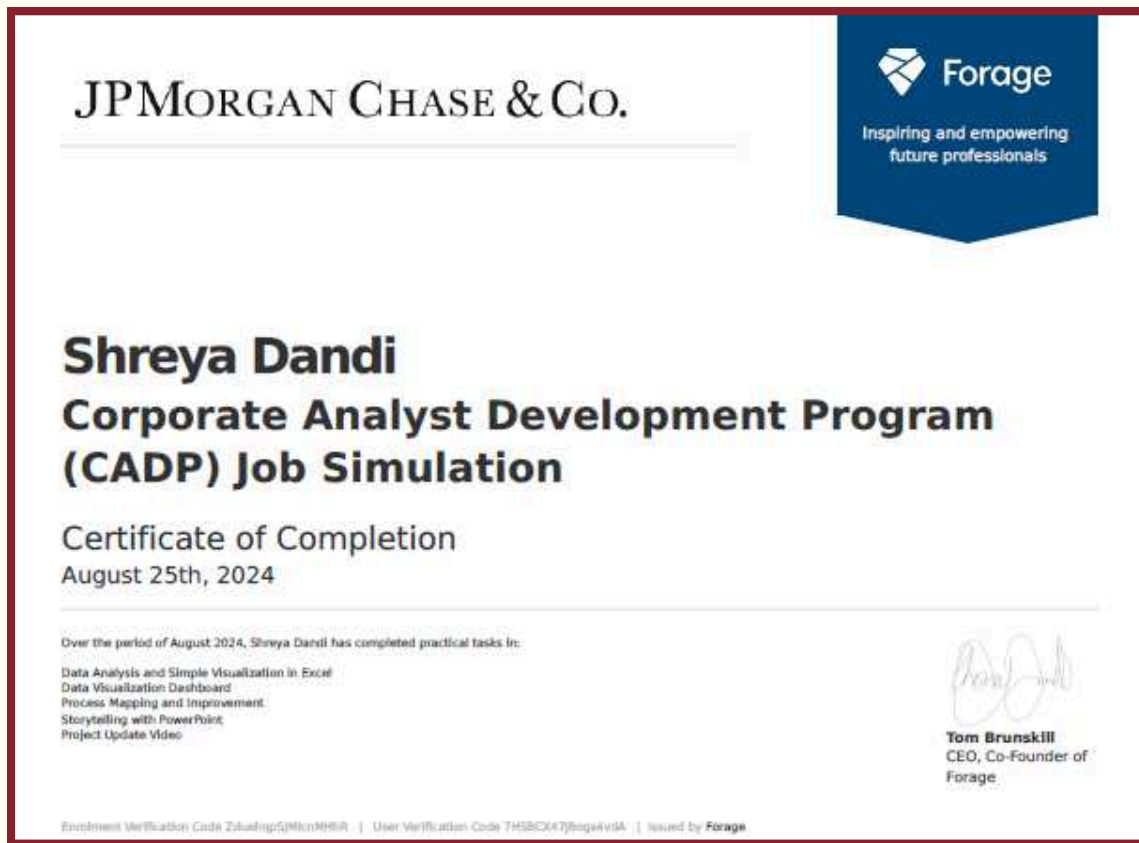 JPMORGAN CHASE & CO.
Forage
Inspiring and empowering
future professionals
Shreya Dandi
Corporate Analyst Development Program
(CADP) Job Simulation
Certificate of Completion
August 25th, 2024
Over the period of August 2024, Shreya Dandi has completed practical tasks in:
Data Analysis and Simple Visualization in Excel
Data Visualization Dashboard
Process Mapping and Improvement
Storytelling with PowerPoint
Project Update Video
Tom Brunskill
CEO, Co-Founder of
Forage
Enrolment Verification Code | User Verification Code | Issued by Forage